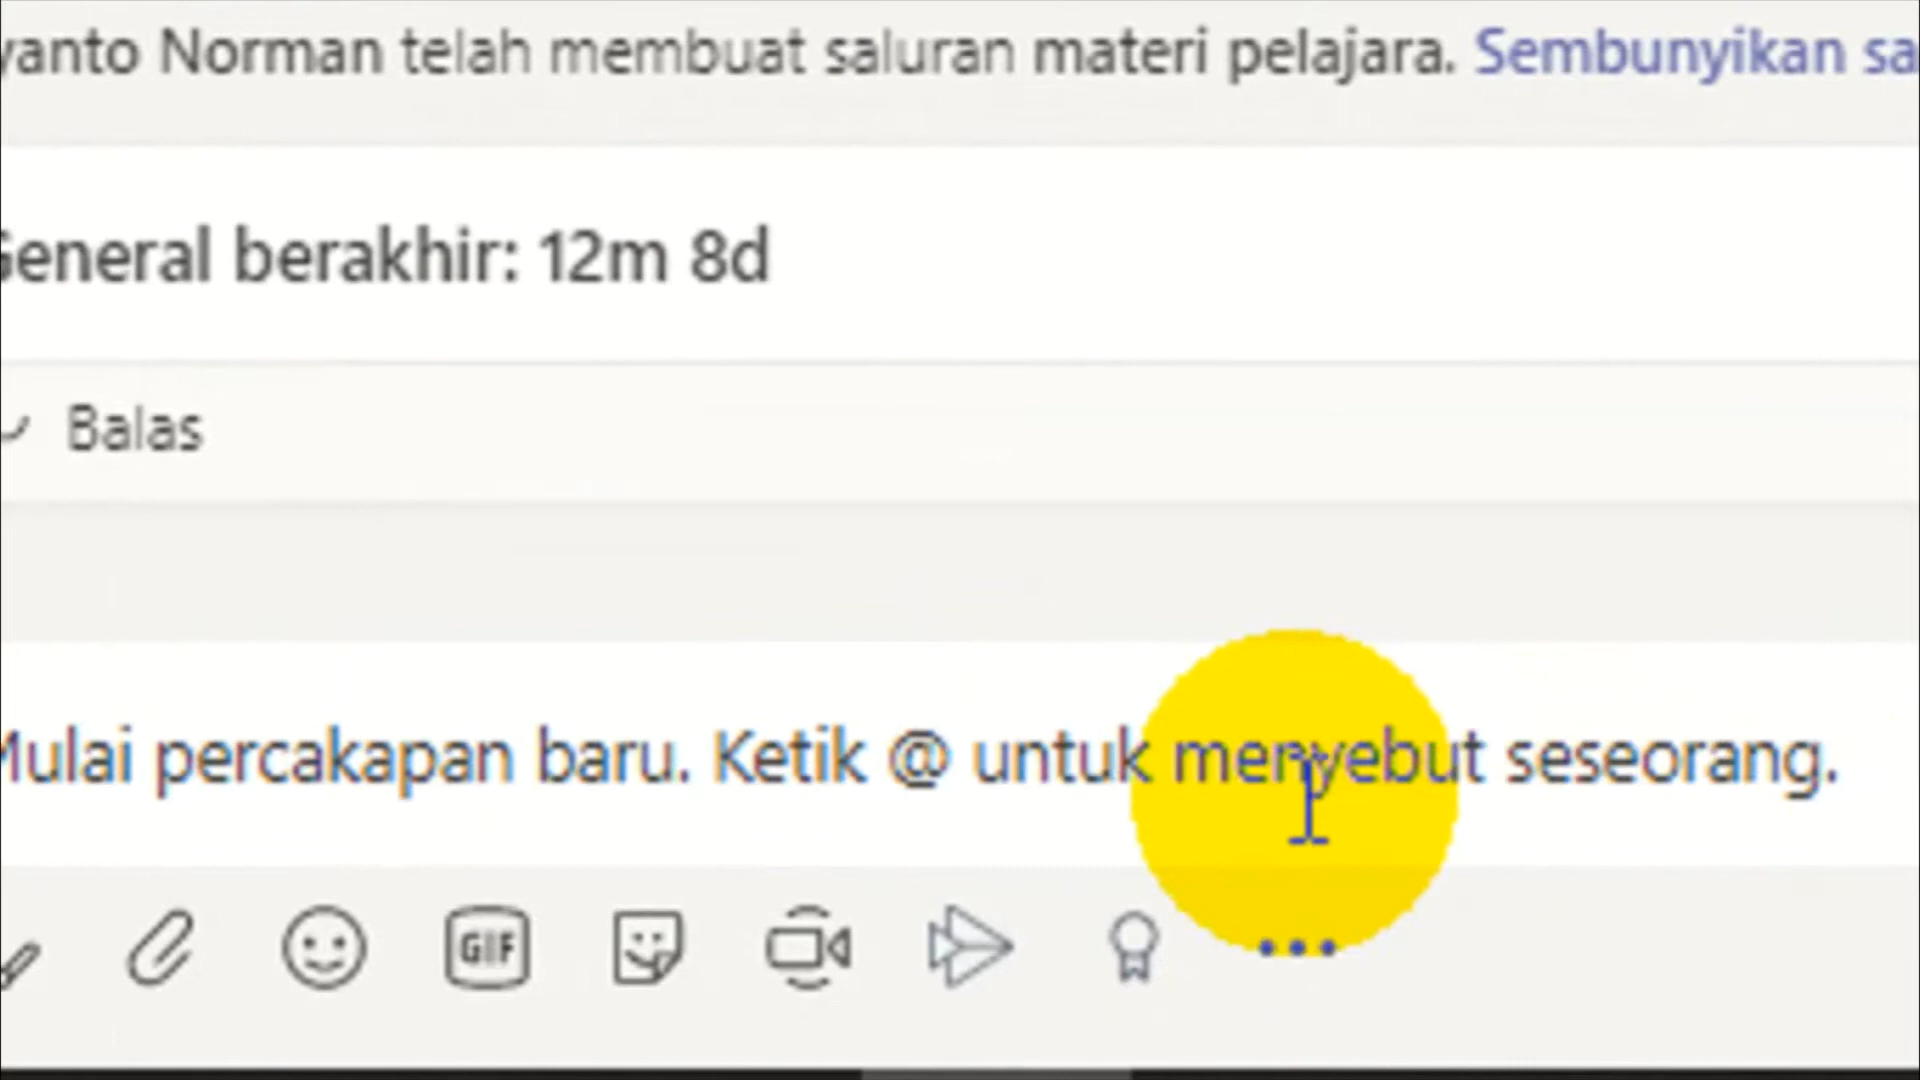 yanto Norman telah membuat saluran materi pelajara. Sembunyikan sa
General berakhir: 12m 8d
Balas
Mulai percakapan baru. Ketik @ untuk menyebut seseorang.
GIF